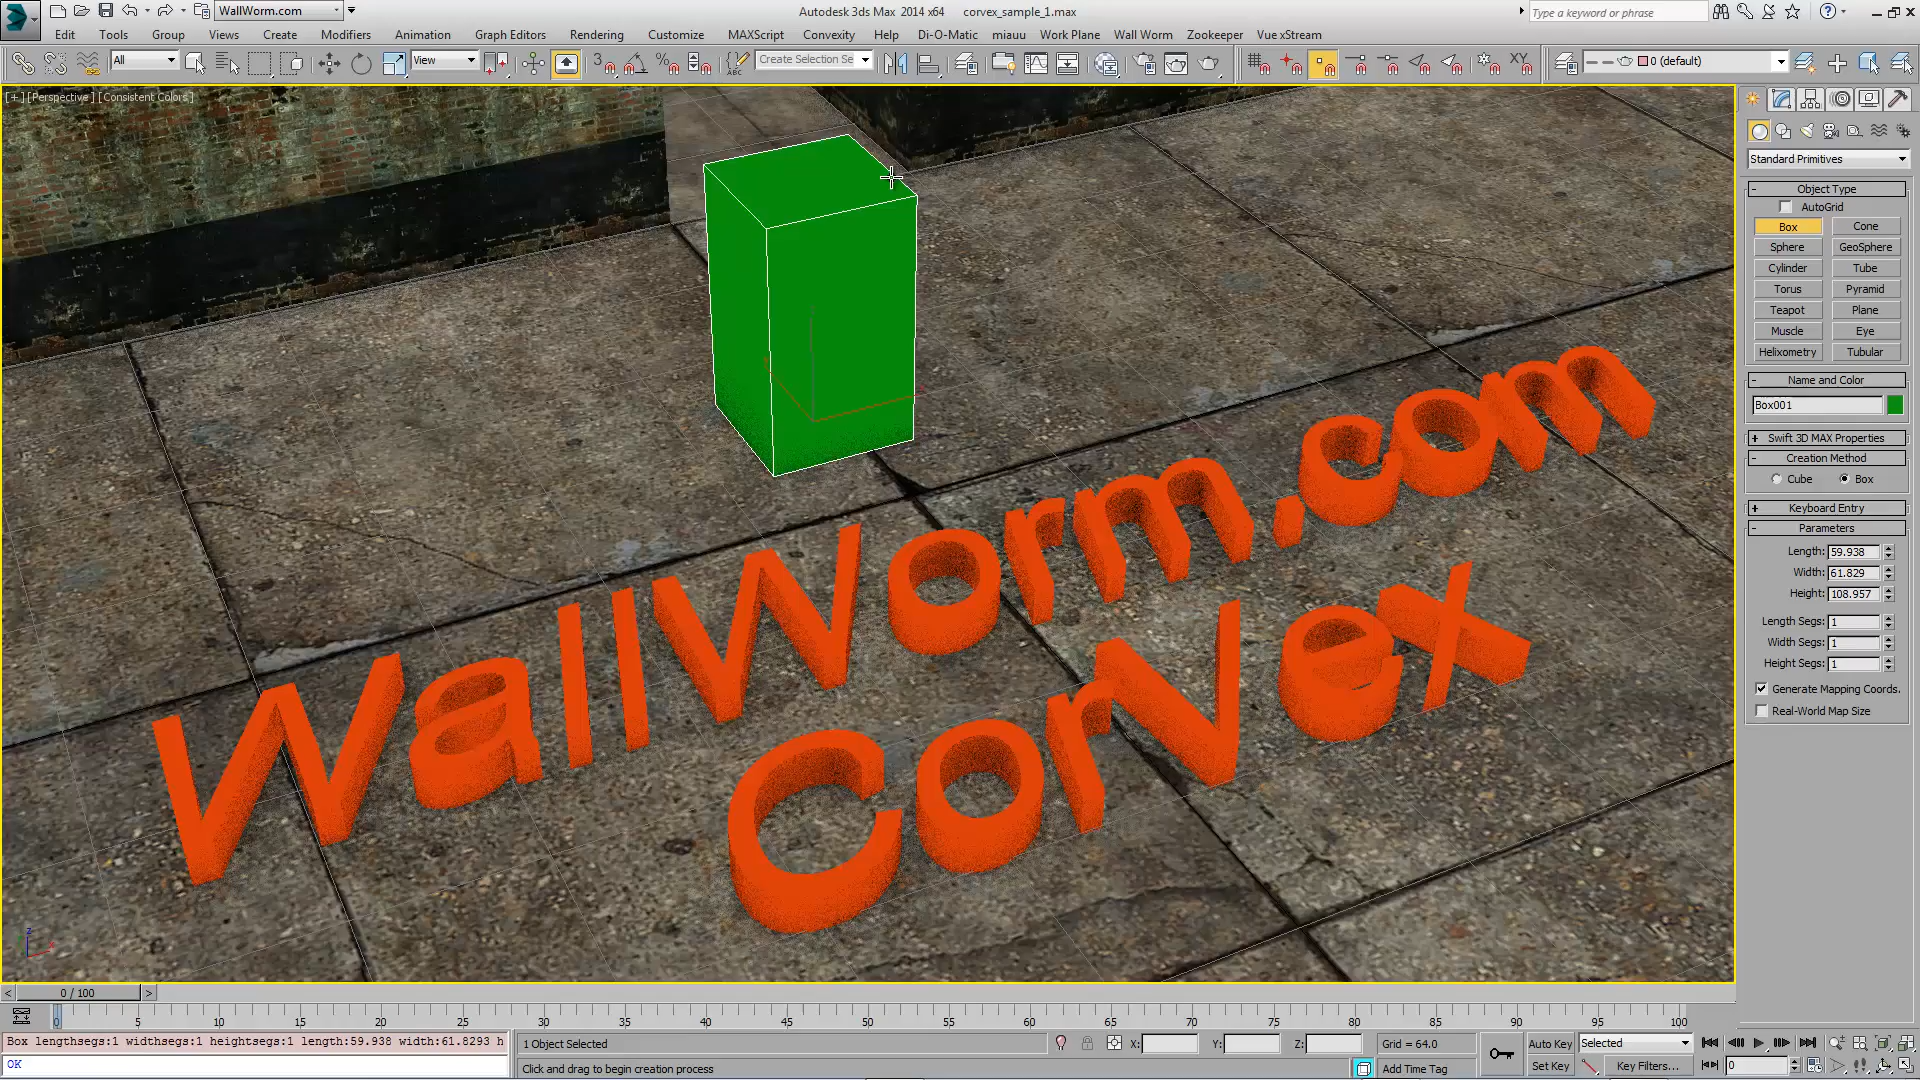 WallWorm.com
Autodesk 3ds Max 2014 x64 corvex_sample_1.max
Type a keyword or phrase
Edit Tools Group Views Create Modifiers Animation Graph Editors Rendering Customize MAXScript Convexity Help Di-O-Matic miauu Work Plane Wall Worm Zookeeper Vue xStream
All
View
3
Create Selection Se
ABC
XY
0 (default)
[+] [Perspective] [Consistent Colors]
Standard Primitives
- Object Type
AutoGrid
Box Cone
Sphere GeoSphere
Cylinder Tube
Torus Pyramid
Teapot Plane
Muscle Eye
Helixometry Tubular
- Name and Color
Box001
+ Swift 3D MAX Properties
- Creation Method
Cube Box
+ Keyboard Entry
- Parameters
Length: 59.938
Width: 61.829
Height: 108.957
Length Segs: 1
Width Segs: 1
Height Segs: 1
Generate Mapping Coords.
Real-World Map Size
WallWorm.com
CorVex
z
x
< 0 / 100 >
0 5 10 15 20 25 30 35 40 45 50 55 60 65 70 75 80 85 90 95 100
Box lengthsegs:1 widthsegs:1 heightsegs:1 length:59.938 width:61.8293 h
OK
1 Object Selected
X: Y: Z:
Grid = 64.0
Auto Key
Selected
Click and drag to begin creation process
Add Time Tag
Set Key
Key Filters...
0